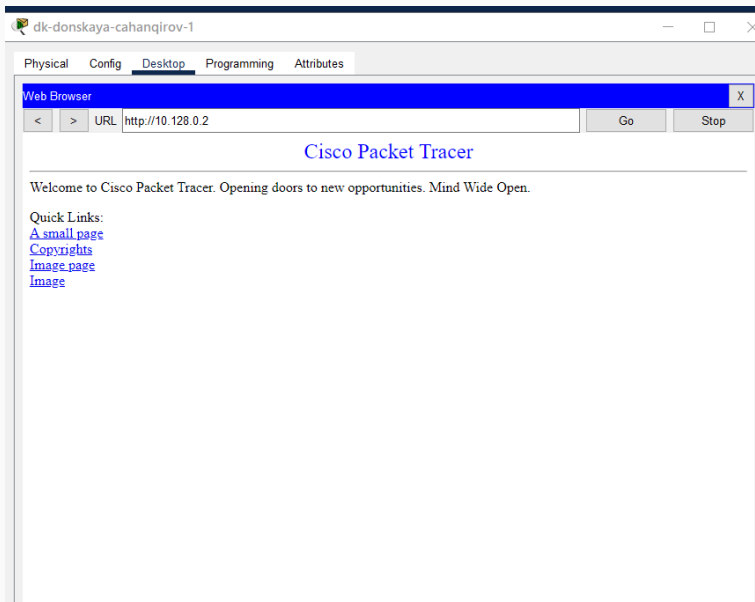 dk-donskaya-cahanqirov-1
Physical Config Desktop Programming Attributes
Web Browser X
< > URL http://10.128.0.2 Go Stop
Cisco Packet Tracer
Welcome to Cisco Packet Tracer. Opening doors to new opportunities. Mind Wide Open.
Quick Links:
A small page
Copyrights
Image page
Image